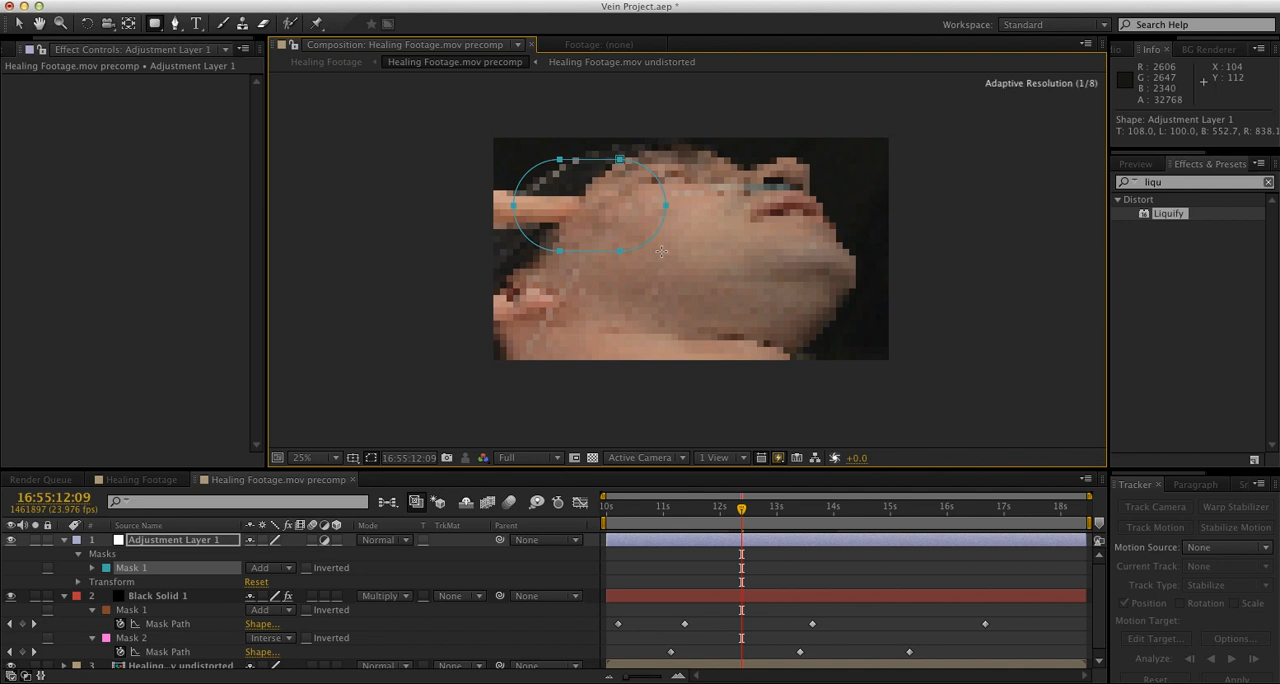 Vein Project.aep *
Workspace: Standard
Search Help
Effect Controls: Adjustment Layer 1
Composition: Healing Footage.mov precomp
Footage: (none)
Info
BG Renderer
Healing Footage.mov precomp • Adjustment Layer 1
Healing Footage
Healing Footage.mov precomp
Healing Footage.mov undistorted
R : 2606
G : 2647
B : 2340
A : 32768
X : 104
Y : 112
Adaptive Resolution (1/8)
Shape: Adjustment Layer 1
T: 108.0, L: 100.0, B: 552.7, R: 838.1
Preview
Effects & Presets
liqu
Distort
Liquify
25%
16:55:12:09
Full
Active Camera
1 View
+0.0
Render Queue
Healing Footage
Healing Footage.mov precomp
Tracker
Paragraph
16:55:12:09
1461897 (23.976 fps)
10s 11s 12s 13s 14s 15s 16s 17s 18s
# Source Name Mode T TrkMat Parent
1 Adjustment Layer 1 Normal None
Masks
Mask 1 Add Inverted
Transform Reset
2 Black Solid 1 Multiply None None
Mask 1 Add Inverted
Mask Path Shape...
Mask 2 Interse Inverted
Mask Path Shape...
3 Healing...v undistorted Normal None None
Track Camera Warp Stabilizer
Track Motion Stabilize Motion
Motion Source: None
Current Track: None
Track Type: Stabilize
Position Rotation Scale
Motion Target:
Edit Target... Options...
Analyze:
Reset Apply